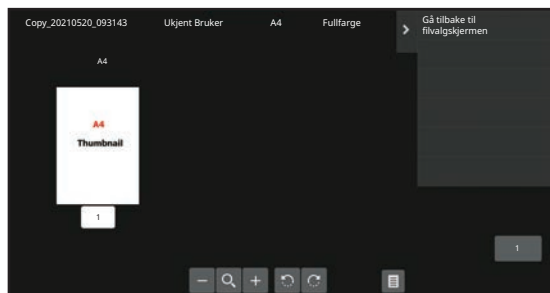 Copy_20210520_093143 Ukjent Bruker A4 Fullfarge
Gå tilbake til
filvalgskjermen
A4
A4
Thumbnail
1
1